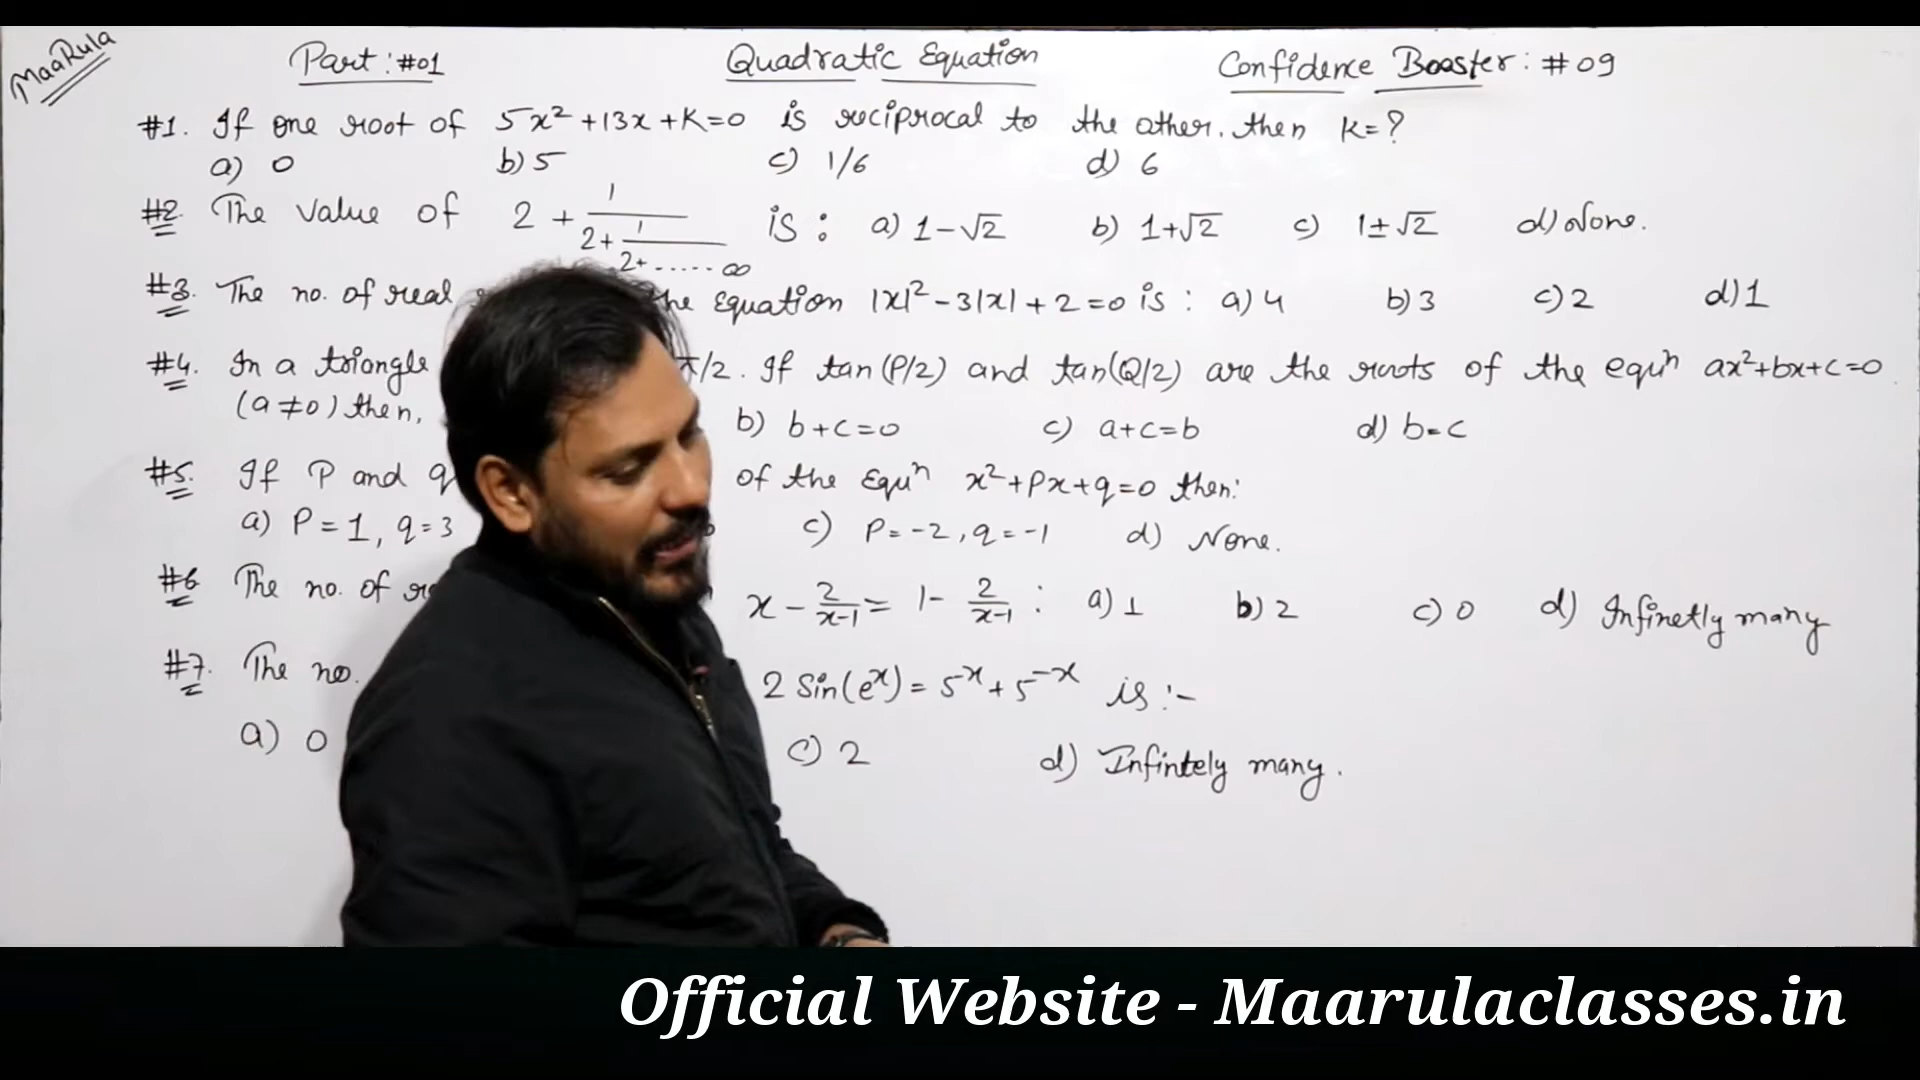 MaaRula
Part:#01 Quadratic Equation Confidence Booster: #09
#1. If one root of 5x²+13x+K=0 is reciprocal to the other. then K=?
a) 0 b) 5 c) 1/6 d) 6
#2. The value of 2 + 1/(2+ 1/(2+ ..... ∞ is : a) 1-√2 b) 1+√2 c) 1±√2 d) None.
#3. The no. of real the Equation |x|²-3|x|+2=0 is : a) 4 b) 3 c) 2 d) 1
#4. In a triangle π/2. If tan(P/2) and tan(Q/2) are the roots of the equⁿ ax²+bx+c=0
(a≠0) then, b) b+c=0 c) a+c=b d) b=c
#5. If P and q of the Equⁿ x²+px+q=0 then:
a) P=1, q=3 c) P=-2, q=-1 d) None.
#6 The no. of x - 2/(x-1) = 1 - 2/(x-1) : a) 1 b) 2 c) 0 d) Infinetly many
#7. The no. 2 Sin(eˣ) = 5ˣ+5⁻ˣ is :-
a) 0 c) 2 d) Infintely many.
Official Website - Maarulaclasses.in